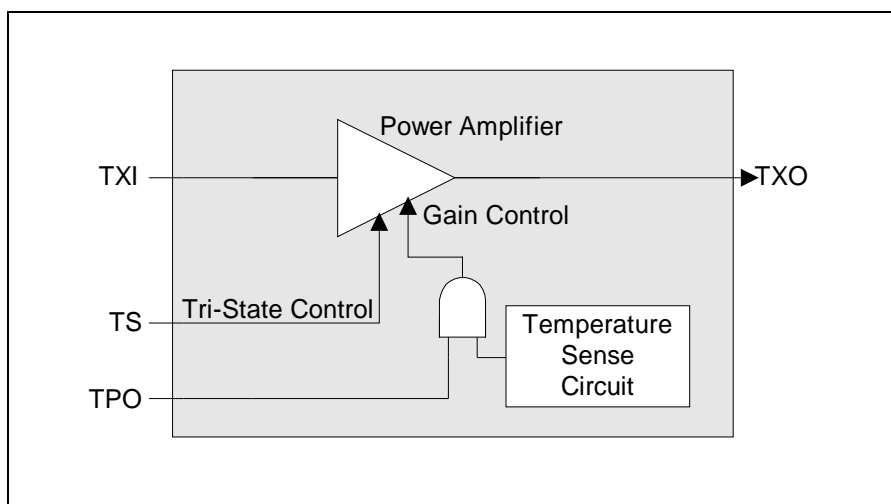 Power Amplifier
TXI
TXO
Gain Control
Tri-State Control
TS
Temperature
Sense
Circuit
TPO